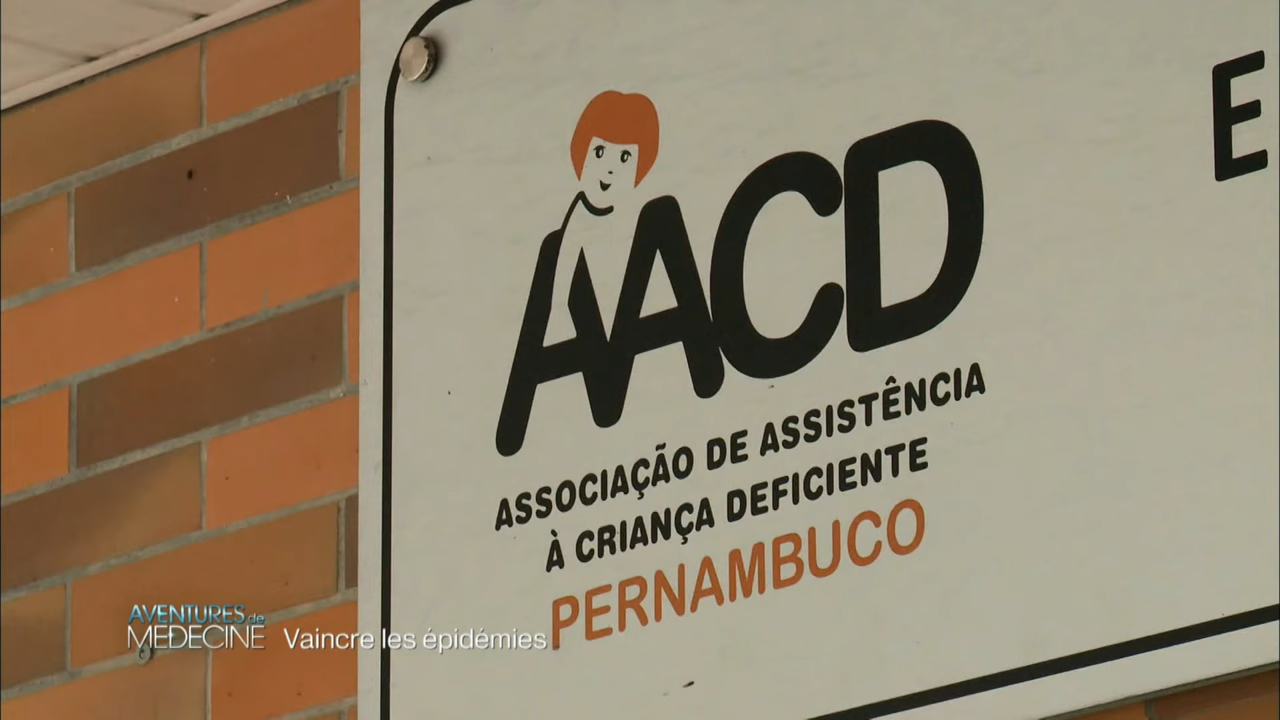 AACD
E
ASSOCIAÇÃO DE ASSISTÊNCIA
À CRIANÇA DEFICIENTE
PERNAMBUCO
AVENTURES de
MEDECINE Vaincre les épidémies